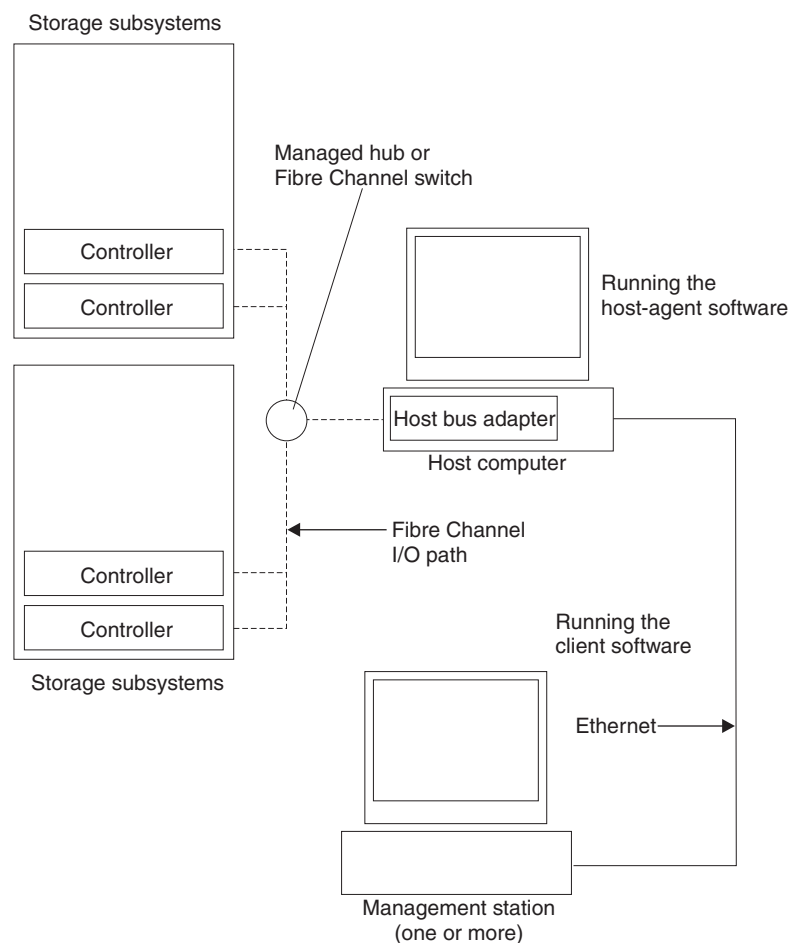 Storage subsystems
Managed hub or
Fibre Channel switch
Controller
Controller
Running the
host-agent software
Host bus adapter
Host computer
Fibre Channel
I/O path
Controller
Controller
Storage subsystems
Running the
client software
Ethernet
Management station
(one or more)